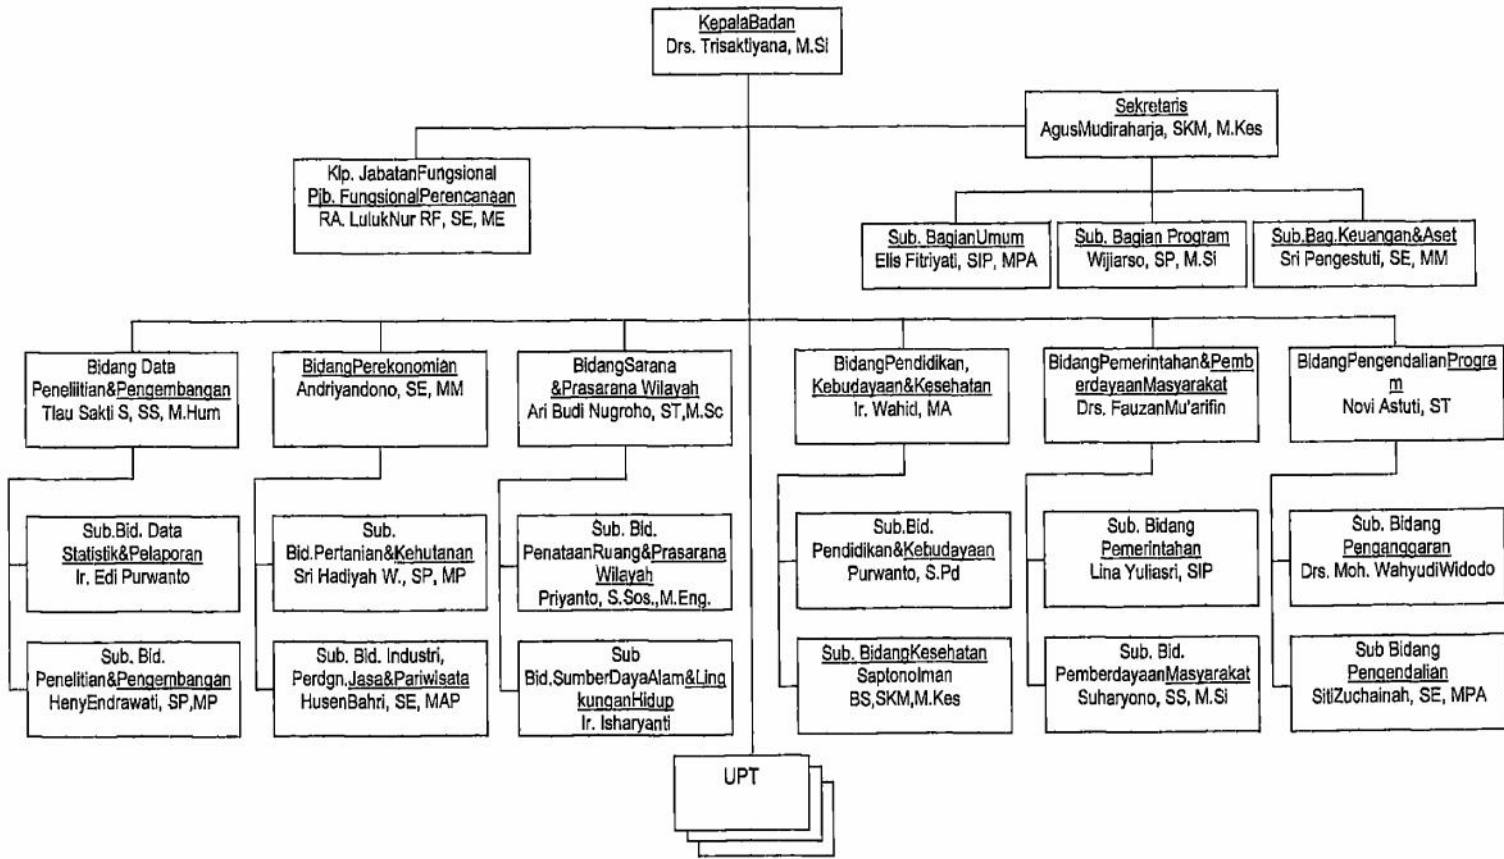 KepalaBadan
Drs. Trisaktiyana, M.Si
Sekretaris
AgusMudiraharja, SKM, M.Kes
Klp. JabatanFungsional
Pjb. FungsionalPerencanaan
RA. LulukNur RF, SE, ME
Sub. BagianUmum
Elis Fitriyati, SIP, MPA
Sub. Bagian Program
Wijiarso, SP, M.Si
Sub.Bag.Keuangan&Aset
Sri Pengestuti, SE, MM
Bidang Data
Peneliitian&Pengembangan
Tlau Sakti S, SS, M.Hum
BidangPerekonomian
Andriyandono, SE, MM
BidangSarana
&Prasarana Wilayah
Ari Budi Nugroho, ST,M.Sc
BidangPendidikan,
Kebudayaan&Kesehatan
Ir. Wahid, MA
BidangPemerintahan&Pemb
erdayaanMasyarakat
Drs. FauzanMu'arifin
BidangPengendalianProgra
m
Novi Astuti, ST
Sub.Bid. Data
Statistik&Pelaporan
Ir. Edi Purwanto
Sub.
Bid.Pertanian&Kehutanan
Sri Hadiyah W., SP, MP
Sub. Bid.
PenataanRuang&Prasarana
Wilayah
Priyanto, S.Sos.,M.Eng.
Sub.Bid.
Pendidikan&Kebudayaan
Purwanto, S.Pd
Sub. Bidang
Pemerintahan
Lina Yuliasri, SIP
Sub. Bidang
Penganggaran
Drs. Moh. WahyudiWidodo
Sub. Bid.
Penelitian&Pengembangan
HenyEndrawati, SP,MP
Sub. Bid. Industri,
Perdgn.Jasa&Pariwisata
HusenBahri, SE, MAP
Sub
Bid.SumberDayaAlam&Ling
kunganHidup
Ir. Isharyanti
Sub. BidangKesehatan
SaptonoIman
BS,SKM,M.Kes
Sub. Bid.
PemberdayaanMasyarakat
Suharyono, SS, M.Si
Sub Bidang
Pengendalian
SitiZuchainah, SE, MPA
UPT